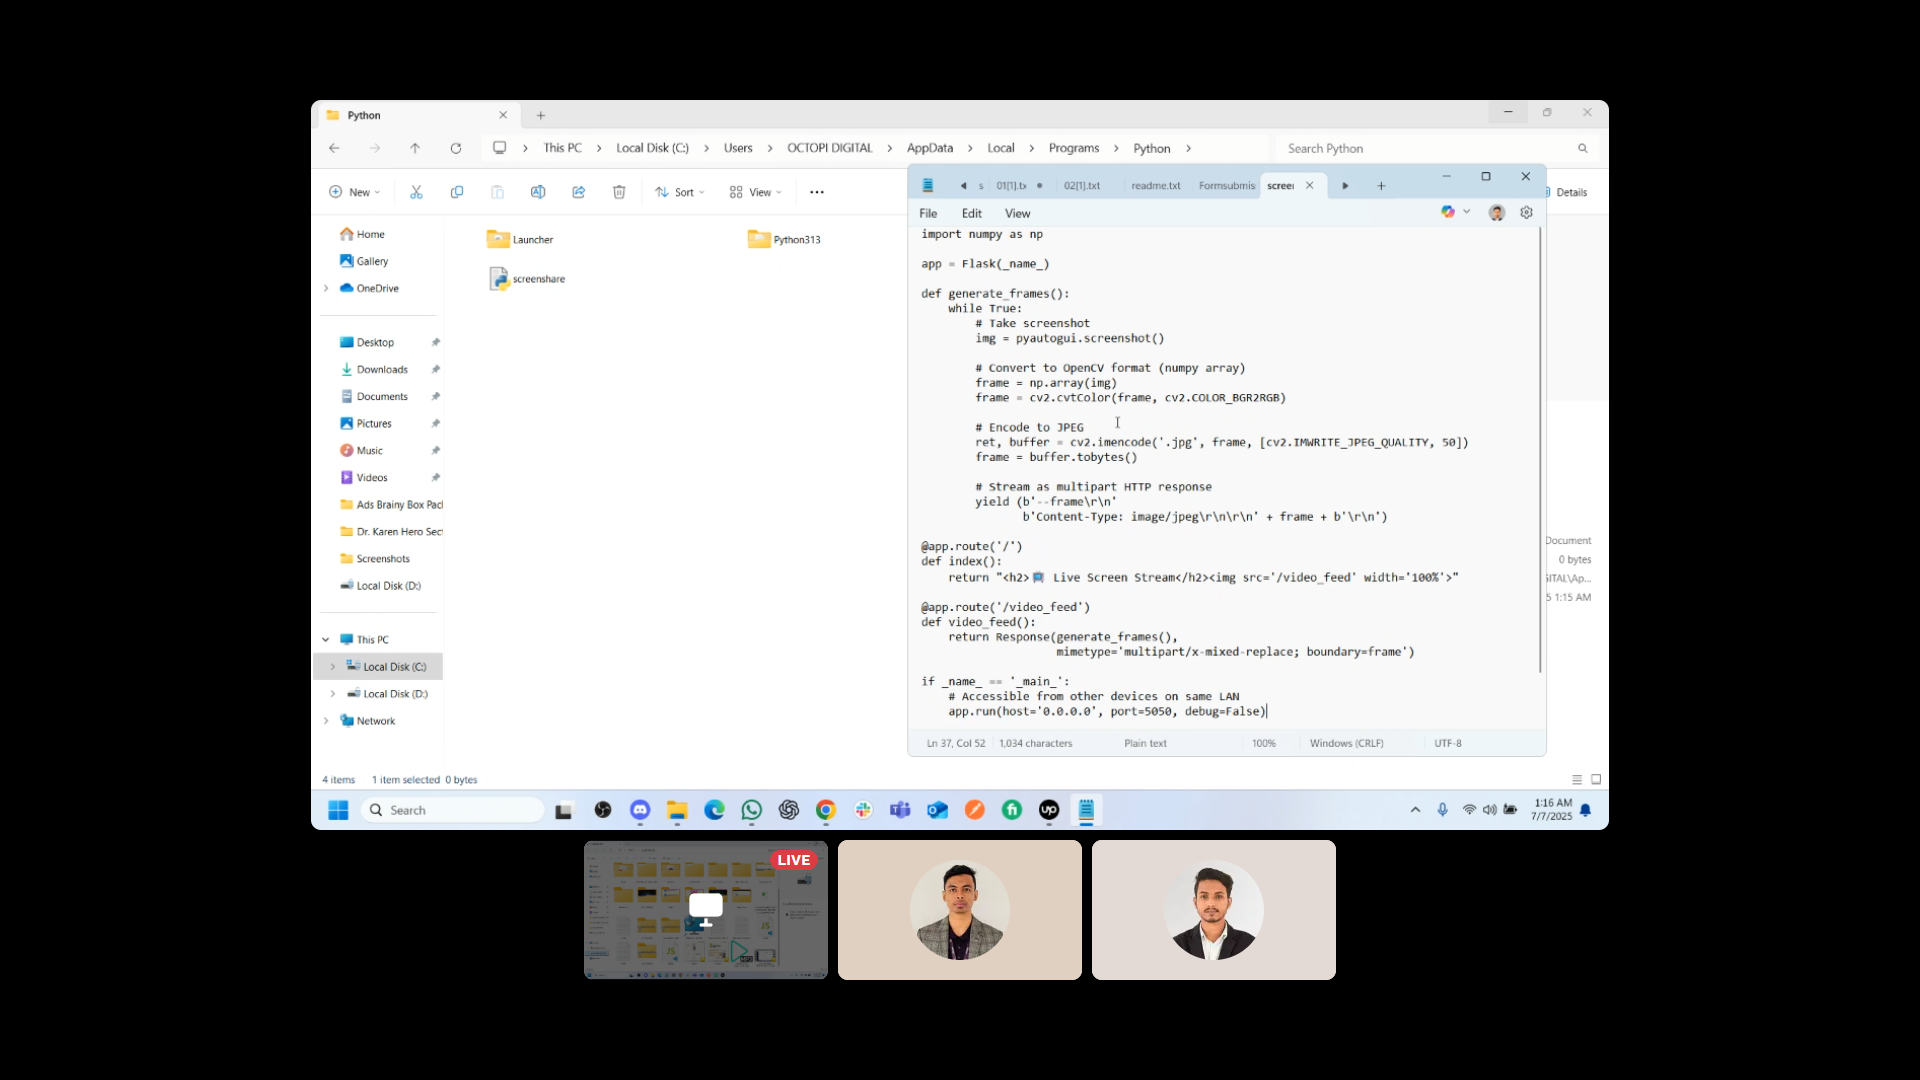 Python
This PC
Local Disk (C:)
Users
OCTOPI DIGITAL
AppData
Local
Programs
Python
Search Python
New
Sort
View
Details
Home
Gallery
OneDrive
Desktop
Downloads
Documents
Pictures
Music
Videos
Ads Brainy Box Pac
Dr. Karen Hero Sec
Screenshots
Local Disk (D:)
This PC
Local Disk (C:)
Local Disk (D:)
Network
Launcher
Python313
screenshare
s
01[1].tx
02[1].txt
readme.txt
Formsubmis
scree
File
Edit
View
import numpy as np
app = Flask(_name_)
def generate_frames():
while True:
# Take screenshot
img = pyautogui.screenshot()
# Convert to OpenCV format (numpy array)
frame = np.array(img)
frame = cv2.cvtColor(frame, cv2.COLOR_BGR2RGB)
# Encode to JPEG
ret, buffer = cv2.imencode('.jpg', frame, [cv2.IMWRITE_JPEG_QUALITY, 50])
frame = buffer.tobytes()
# Stream as multipart HTTP response
yield (b'--frame\r\n'
b'Content-Type: image/jpeg\r\n\r\n' + frame + b'\r\n')
@app.route('/')
def index():
return "<h2>🖥️ Live Screen Stream</h2><img src='/video_feed' width='100%'>"
@app.route('/video_feed')
def video_feed():
return Response(generate_frames(),
mimetype='multipart/x-mixed-replace; boundary=frame')
if _name_ == '_main_':
# Accessible from other devices on same LAN
app.run(host='0.0.0.0', port=5050, debug=False)
Ln 37, Col 52
1,034 characters
Plain text
100%
Windows (CRLF)
UTF-8
Document
0 bytes
ITAL\Ap...
5 1:15 AM
4 items
1 item selected 0 bytes
Search
up
1:16 AM
7/7/2025
LIVE